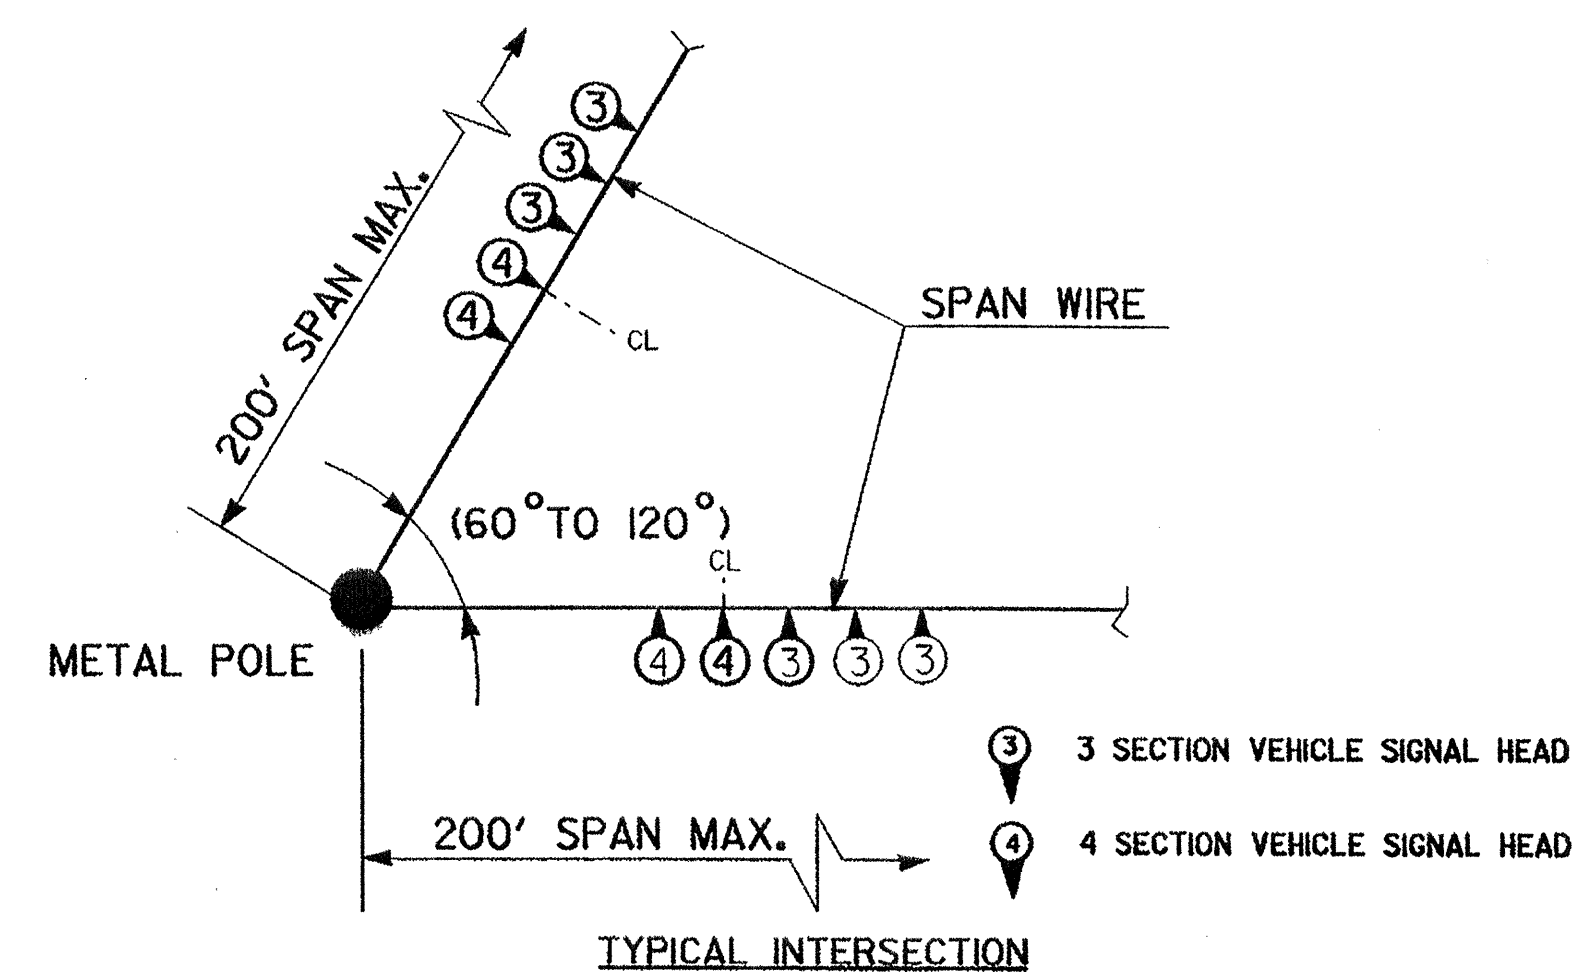 3
3
3
4
4
CL
200' SPAN MAX.
SPAN WIRE
(60°TO 120°)
CL
METAL POLE
4 4 3 3 3
3 3 SECTION VEHICLE SIGNAL HEAD
4 4 SECTION VEHICLE SIGNAL HEAD
200' SPAN MAX.
TYPICAL INTERSECTION